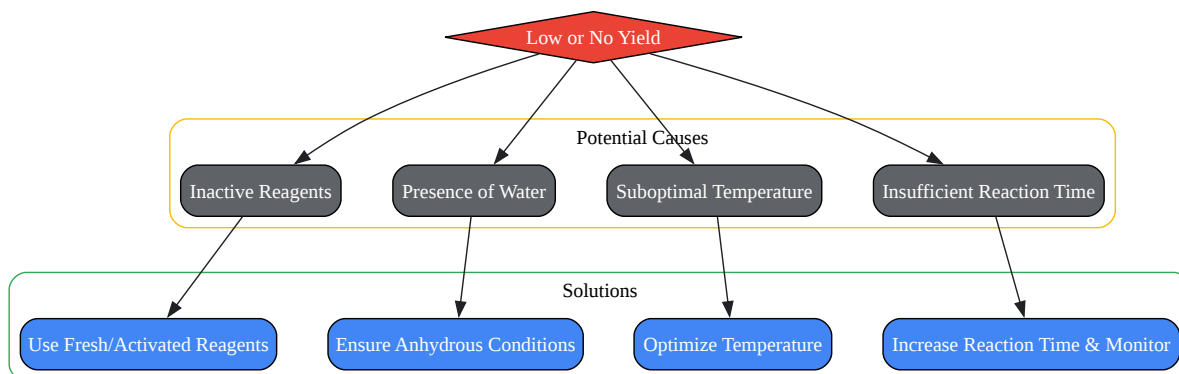 Low or No Yield
Potential Causes
Inactive Reagents
Presence of Water
Suboptimal Temperature
Insufficient Reaction Time
Solutions
Use Fresh/Activated Reagents
Ensure Anhydrous Conditions
Optimize Temperature
Increase Reaction Time & Monitor